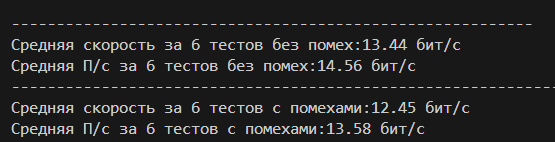 ----------------------------------------------------------
Средняя скорость за 6 тестов без помех:13.44 бит/с
Средняя П/с за 6 тестов без помех:14.56 бит/с
------------------------------------------------------------
Средняя скорость за 6 тестов с помехами:12.45 бит/с
Средняя П/с за 6 тестов с помехами:13.58 бит/с